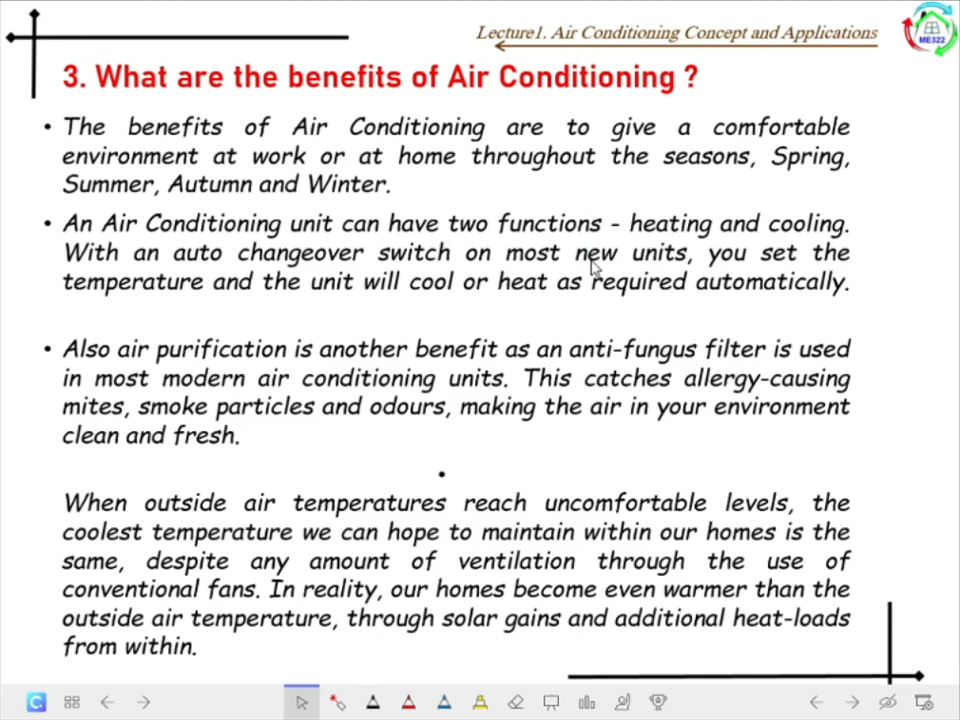 Lecture1. Air Conditioning Concept and Applications
ME322
3. What are the benefits of Air Conditioning ?
• The benefits of Air Conditioning are to give a comfortable
environment at work or at home throughout the seasons, Spring,
Summer, Autumn and Winter.
• An Air Conditioning unit can have two functions - heating and cooling.
With an auto changeover switch on most new units, you set the
temperature and the unit will cool or heat as required automatically.
• Also air purification is another benefit as an anti-fungus filter is used
in most modern air conditioning units. This catches allergy-causing
mites, smoke particles and odours, making the air in your environment
clean and fresh.
•
When outside air temperatures reach uncomfortable levels, the
coolest temperature we can hope to maintain within our homes is the
same, despite any amount of ventilation through the use of
conventional fans. In reality, our homes become even warmer than the
outside air temperature, through solar gains and additional heat-loads
from within.